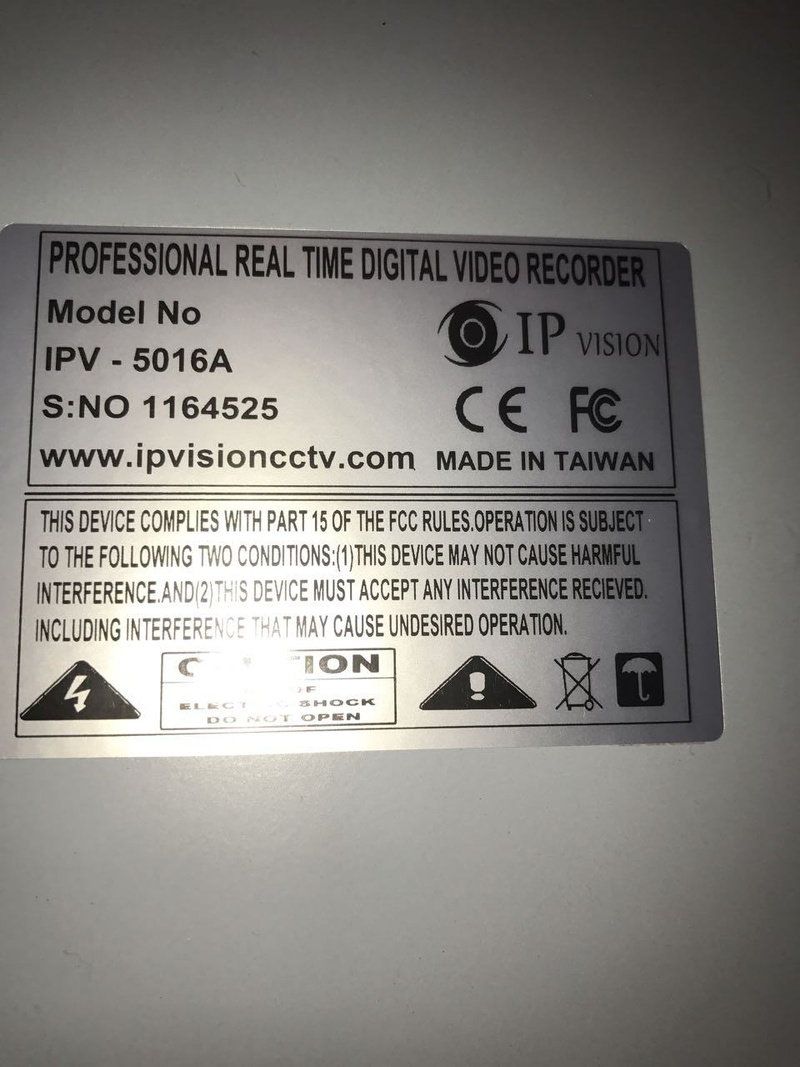 PROFESSIONAL REAL TIME DIGITAL VIDEO RECORDER
Model No
IPV - 5016A
IP VISION
S:NO 1164525
CE FC
www.ipvisioncctv.com MADE IN TAIWAN
THIS DEVICE COMPLIES WITH PART 15 OF THE FCC RULES.OPERATION IS SUBJECT
TO THE FOLLOWING TWO CONDITIONS:(1)THIS DEVICE MAY NOT CAUSE HARMFUL
INTERFERENCE.AND(2)THIS DEVICE MUST ACCEPT ANY INTERFERENCE RECIEVED.
INCLUDING INTERFERENCE THAT MAY CAUSE UNDESIRED OPERATION.
CAUTION
OF
ELECTRIC SHOCK
DO NOT OPEN